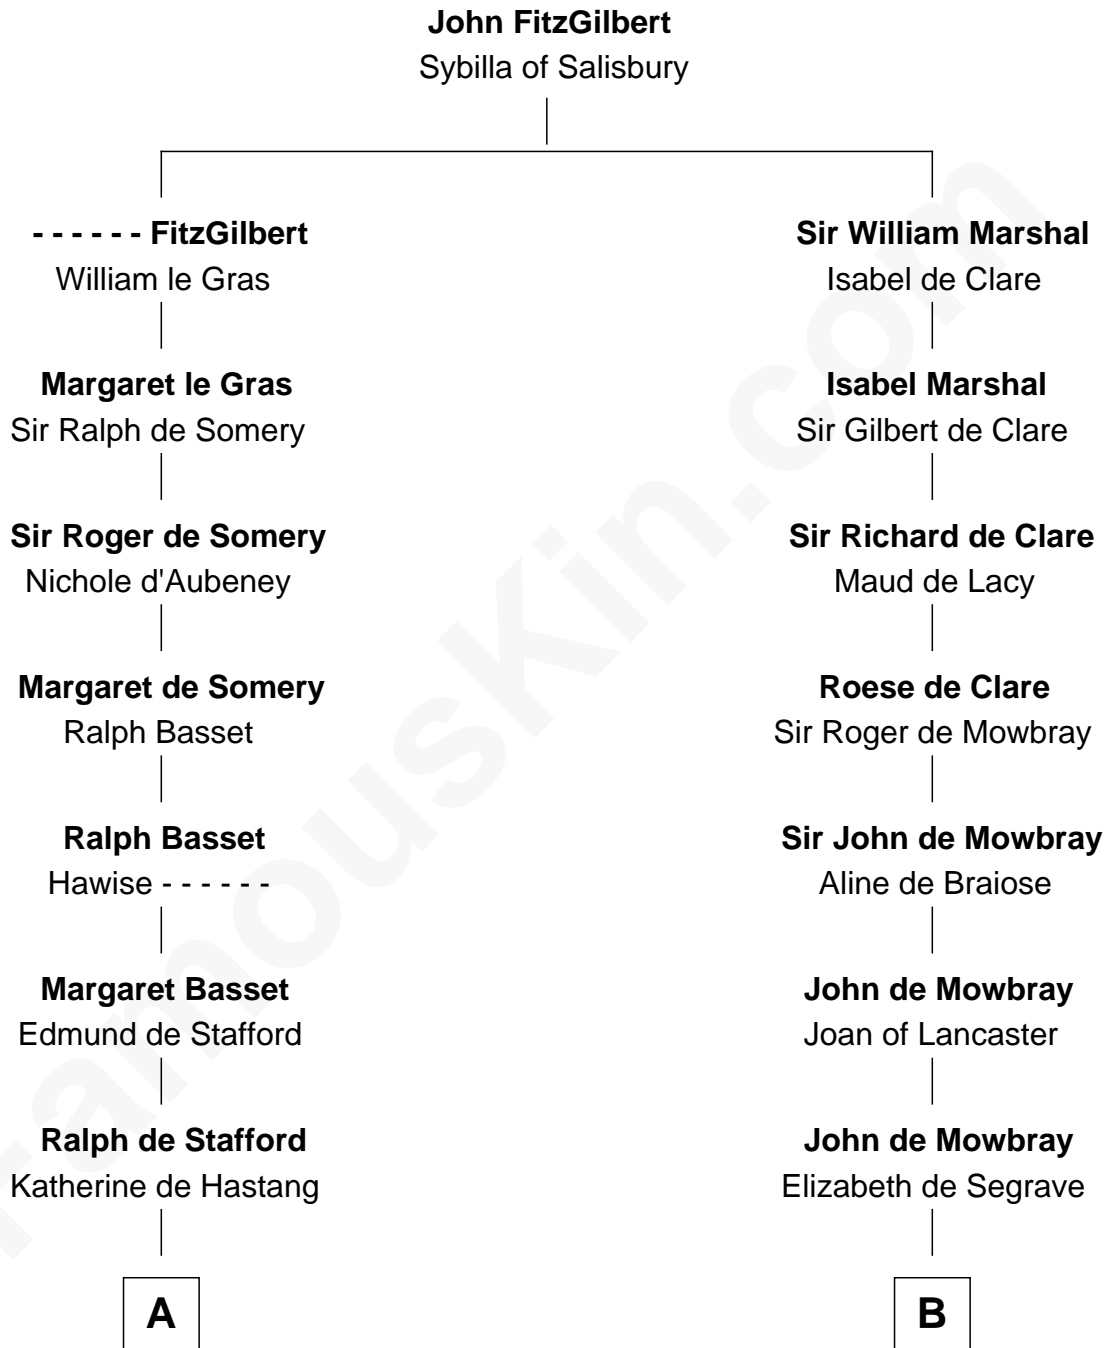 John FitzGilbert
Sybilla of Salisbury
- - - - - - FitzGilbert
William le Gras
Margaret le Gras
Sir Ralph de Somery
Sir Roger de Somery
Nichole d'Aubeney
Margaret de Somery
Ralph Basset
Ralph Basset
Hawise - - - - - -
Margaret Basset
Edmund de Stafford
Ralph de Stafford
Katherine de Hastang
A
Sir William Marshal
Isabel de Clare
Isabel Marshal
Sir Gilbert de Clare
Sir Richard de Clare
Maud de Lacy
Roese de Clare
Sir Roger de Mowbray
Sir John de Mowbray
Aline de Braiose
John de Mowbray
Joan of Lancaster
John de Mowbray
Elizabeth de Segrave
B
FamousKin.com